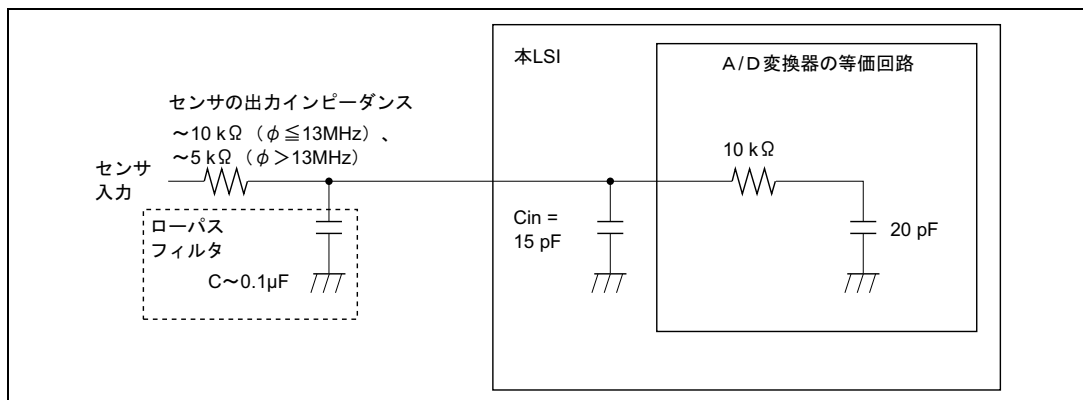 本LSI
A/D変換器の等価回路
センサの出力インピーダンス
～10 kΩ（φ≦13MHz）、
～5 kΩ（φ＞13MHz）
センサ
入力
10 kΩ
ローパス
フィルタ
C～0.1μF
Cin =
15 pF
20 pF